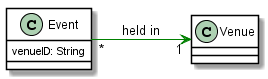 C Event
venueID: String
held in
*
1
C Venue